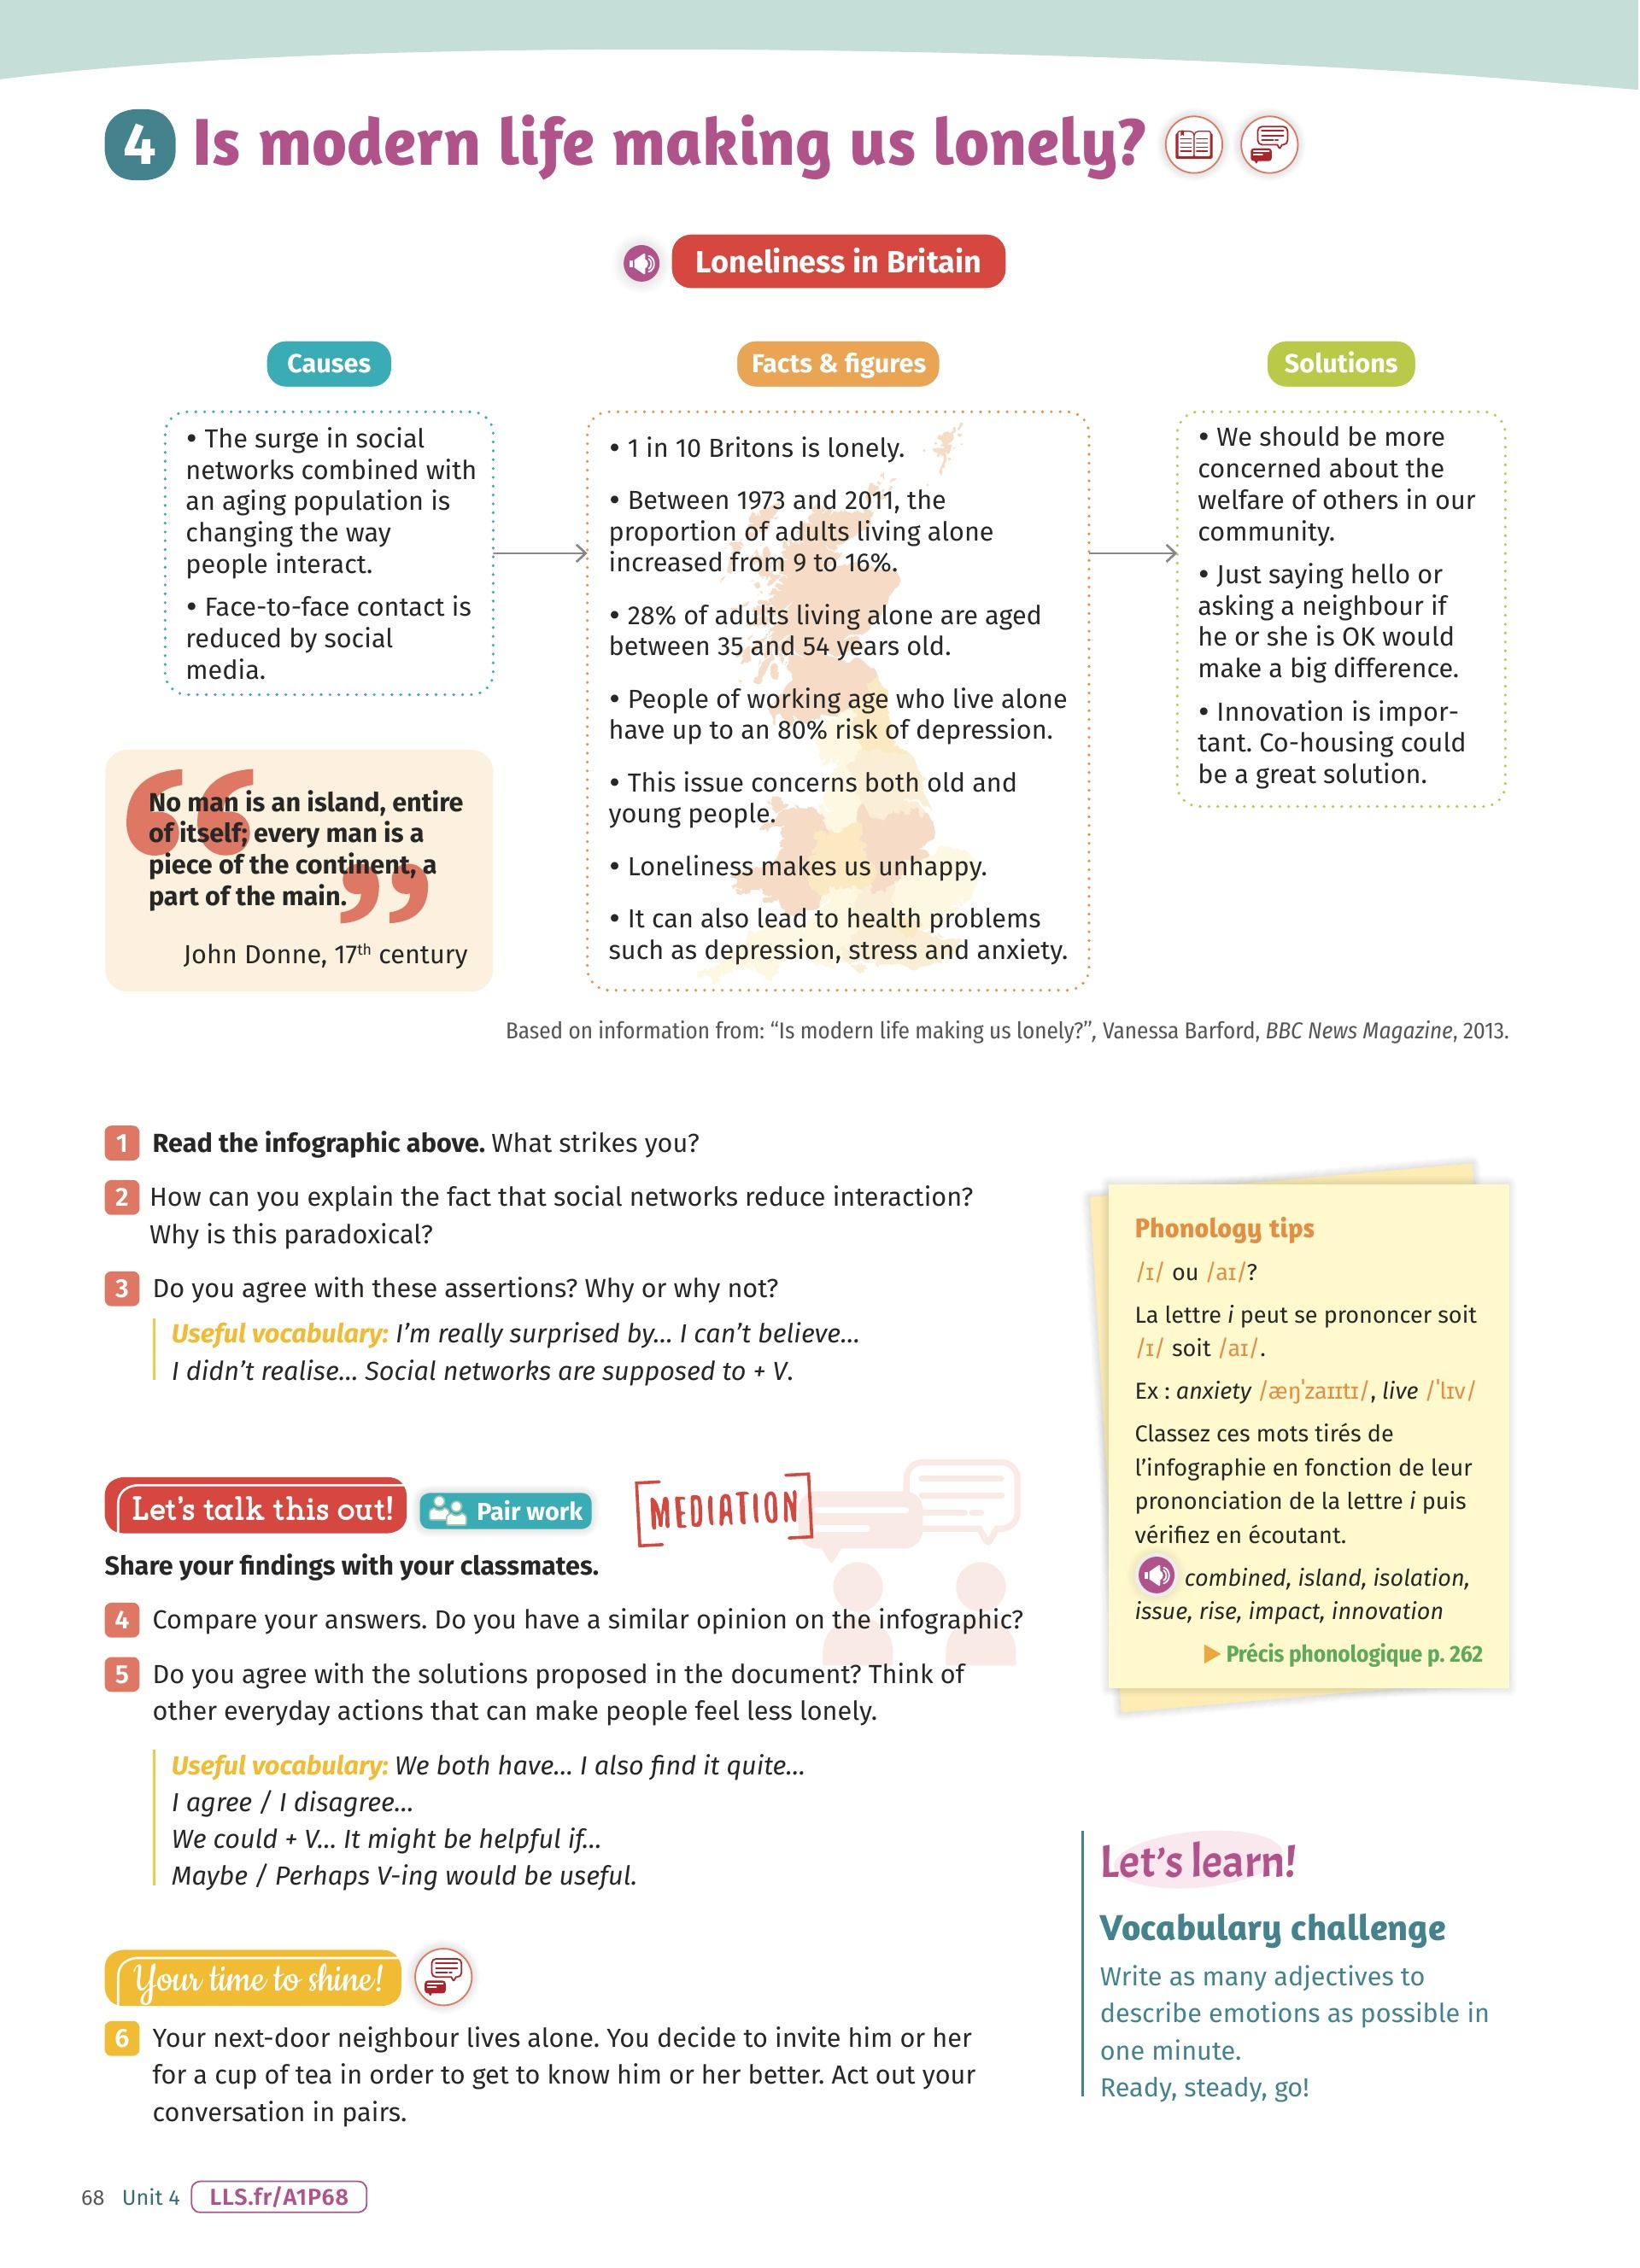 4 Is modern life making us lonely?
Loneliness in Britain
Causes
• The surge in social
networks combined with
an aging population is
changing the way
people interact.
• Face-to-face contact is
reduced by social
media.
“No man is an island, entire
of itself; every man is a
piece of the continent, a
part of the main.”
John Donne, 17th century
Facts & figures
• 1 in 10 Britons is lonely.
• Between 1973 and 2011, the
proportion of adults living alone
increased from 9 to 16%.
• 28% of adults living alone are aged
between 35 and 54 years old.
• People of working age who live alone
have up to an 80% risk of depression.
• This issue concerns both old and
young people.
• Loneliness makes us unhappy.
• It can also lead to health problems
such as depression, stress and anxiety.
Solutions
• We should be more
concerned about the
welfare of others in our
community.
• Just saying hello or
asking a neighbour if
he or she is OK would
make a big difference.
• Innovation is impor-
tant. Co-housing could
be a great solution.
Based on information from: “Is modern life making us lonely?”, Vanessa Barford, BBC News Magazine, 2013.
1 Read the infographic above. What strikes you?
2 How can you explain the fact that social networks reduce interaction?
Why is this paradoxical?
3 Do you agree with these assertions? Why or why not?
Useful vocabulary: I’m really surprised by... I can’t believe...
I didn’t realise... Social networks are supposed to + V.
Let’s talk this out!
Pair work
MEDIATION
Share your findings with your classmates.
4 Compare your answers. Do you have a similar opinion on the infographic?
5 Do you agree with the solutions proposed in the document? Think of
other everyday actions that can make people feel less lonely.
Useful vocabulary: We both have... I also find it quite...
I agree / I disagree...
We could + V... It might be helpful if...
Maybe / Perhaps V-ing would be useful.
Your time to shine!
6 Your next-door neighbour lives alone. You decide to invite him or her
for a cup of tea in order to get to know him or her better. Act out your
conversation in pairs.
Phonology tips
/ɪ/ ou /aɪ/?
La lettre i peut se prononcer soit
/ɪ/ soit /aɪ/.
Ex : anxiety /æŋˈzaɪɪtɪ/, live /ˈlɪv/
Classez ces mots tirés de
l’infographie en fonction de leur
prononciation de la lettre i puis
vérifiez en écoutant.
combined, island, isolation,
issue, rise, impact, innovation
▶ Précis phonologique p. 262
Let’s learn!
Vocabulary challenge
Write as many adjectives to
describe emotions as possible in
one minute.
Ready, steady, go!
68 Unit 4 LLS.fr/A1P68